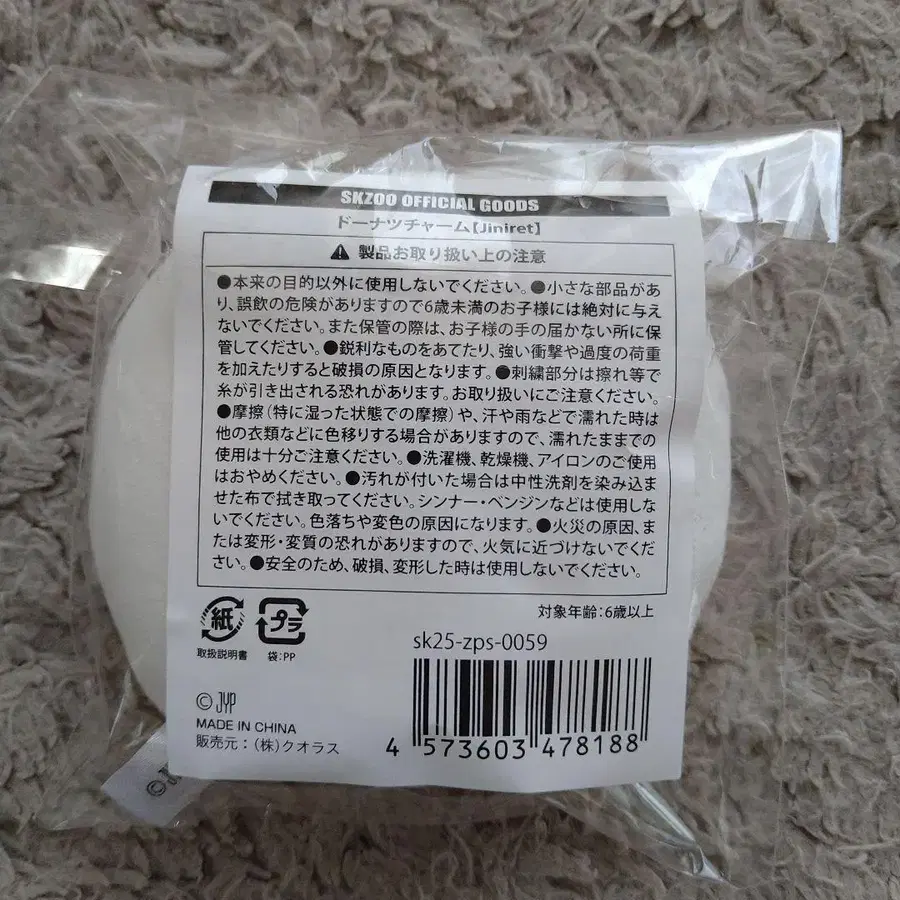 SKZOO OFFICIAL GOODS
ドーナツチャーム【Jiniret】
製品お取り扱い上の注意
●本来の目的以外に使用しないでください。●小さな部品があ
り、誤飲の危険がありますので6歳未満のお子様には絶対に与え
ないでください。また保管の際は、お子様の手の届かない所に保
管してください。●鋭利なものをあてたり、強い衝撃や過度の荷重
を加えたりすると破損の原因となります。●刺繍部分は擦れ等で
糸が引き出される恐れがあります。お取り扱いにご注意ください。
●摩擦（特に湿った状態での摩擦）や、汗や雨などで濡れた時は
他の衣類などに色移りする場合がありますので、濡れたままでの
使用は十分ご注意ください。●洗濯機、乾燥機、アイロンのご使用
はおやめください。●汚れが付いた場合は中性洗剤を染み込ま
せた布で拭き取ってください。シンナー・ベンジンなどは使用しな
いでください。色落ちや変色の原因になります。●火災の原因、ま
たは変形・変質の恐れがありますので、火気に近づけないでくだ
さい。●安全のため、破損、変形した時は使用しないでください。
対象年齢：6歳以上
紙
プラ
取扱説明書
袋：PP
sk25-zps-0059
© JYP
MADE IN CHINA
販売元：（株）クオラス
4 573603 478188